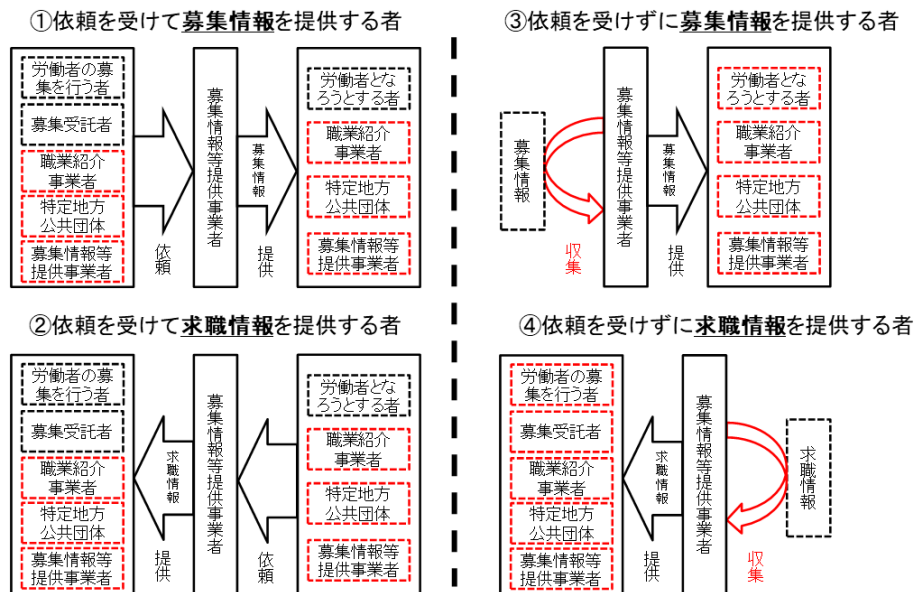 ①依頼を受けて募集情報を提供する者
労働者の募
集を行う者
募集受託者
職業紹介
事業者
特定地方
公共団体
募集情報等
提供事業者
依頼
募集情報等提供事業者
募集情報
提供
労働者とな
ろうとする者
職業紹介
事業者
特定地方
公共団体
募集情報等
提供事業者
③依頼を受けずに募集情報を提供する者
募集情報
収集
募集情報等提供事業者
募集情報
提供
労働者とな
ろうとする者
職業紹介
事業者
特定地方
公共団体
募集情報等
提供事業者
②依頼を受けて求職情報を提供する者
労働者の募
集を行う者
募集受託者
職業紹介
事業者
特定地方
公共団体
募集情報等
提供事業者
求職情報
提供
募集情報等提供事業者
依頼
労働者とな
ろうとする者
職業紹介
事業者
特定地方
公共団体
募集情報等
提供事業者
④依頼を受けずに求職情報を提供する者
労働者の募
集を行う者
募集受託者
職業紹介
事業者
特定地方
公共団体
募集情報等
提供事業者
求職情報
提供
募集情報等提供事業者
収集
求職情報